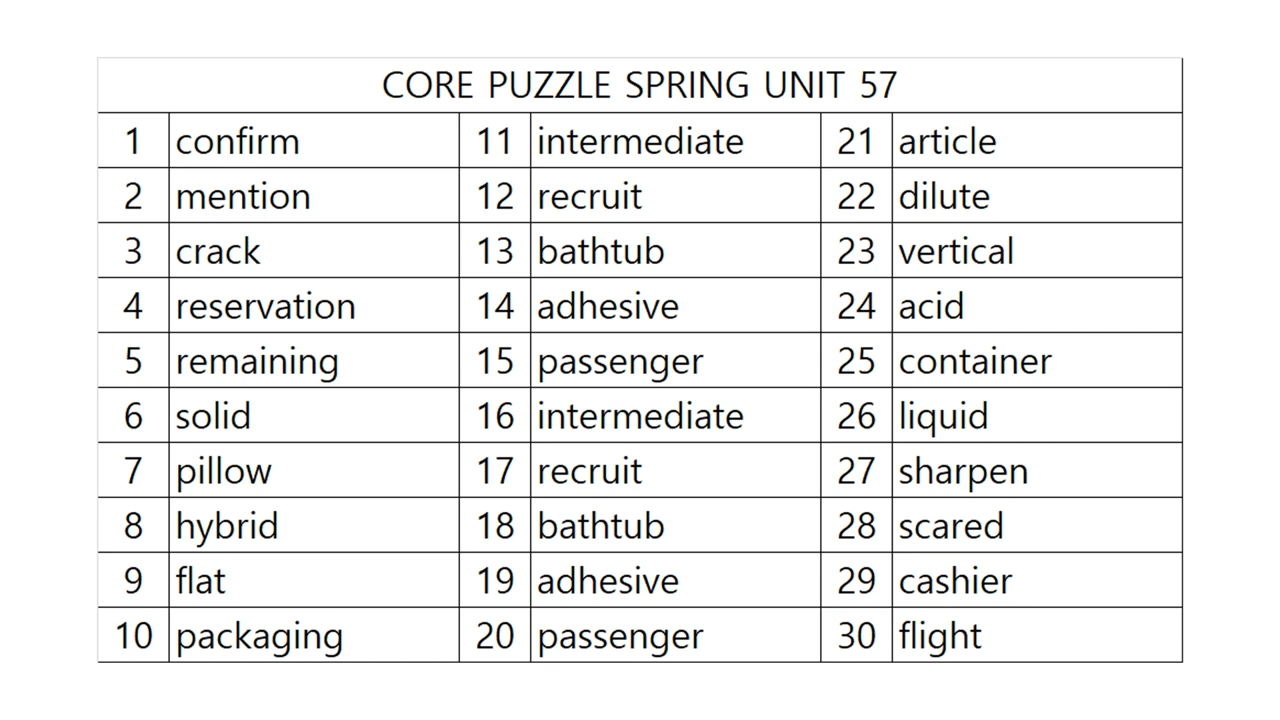 CORE PUZZLE SPRING UNIT 57
1 confirm 11 intermediate 21 article
2 mention 12 recruit 22 dilute
3 crack 13 bathtub 23 vertical
4 reservation 14 adhesive 24 acid
5 remaining 15 passenger 25 container
6 solid 16 intermediate 26 liquid
7 pillow 17 recruit 27 sharpen
8 hybrid 18 bathtub 28 scared
9 flat 19 adhesive 29 cashier
10 packaging 20 passenger 30 flight